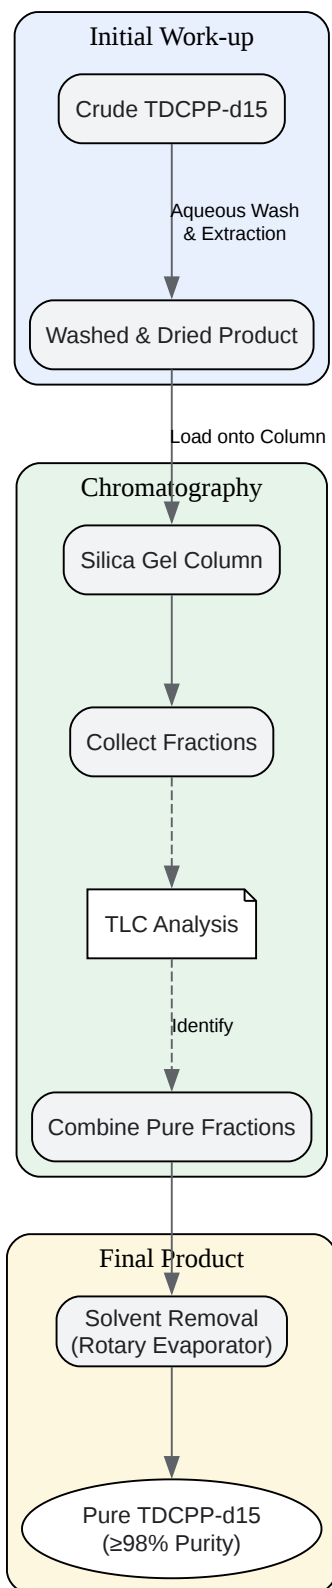 Initial Work-up
Crude TDCPP-d15
Aqueous Wash
& Extraction
Washed & Dried Product
Load onto Column
Chromatography
Silica Gel Column
Collect Fractions
TLC Analysis
Identify
Combine Pure Fractions
Final Product
Solvent Removal
(Rotary Evaporator)
Pure TDCPP-d15
(≥98% Purity)